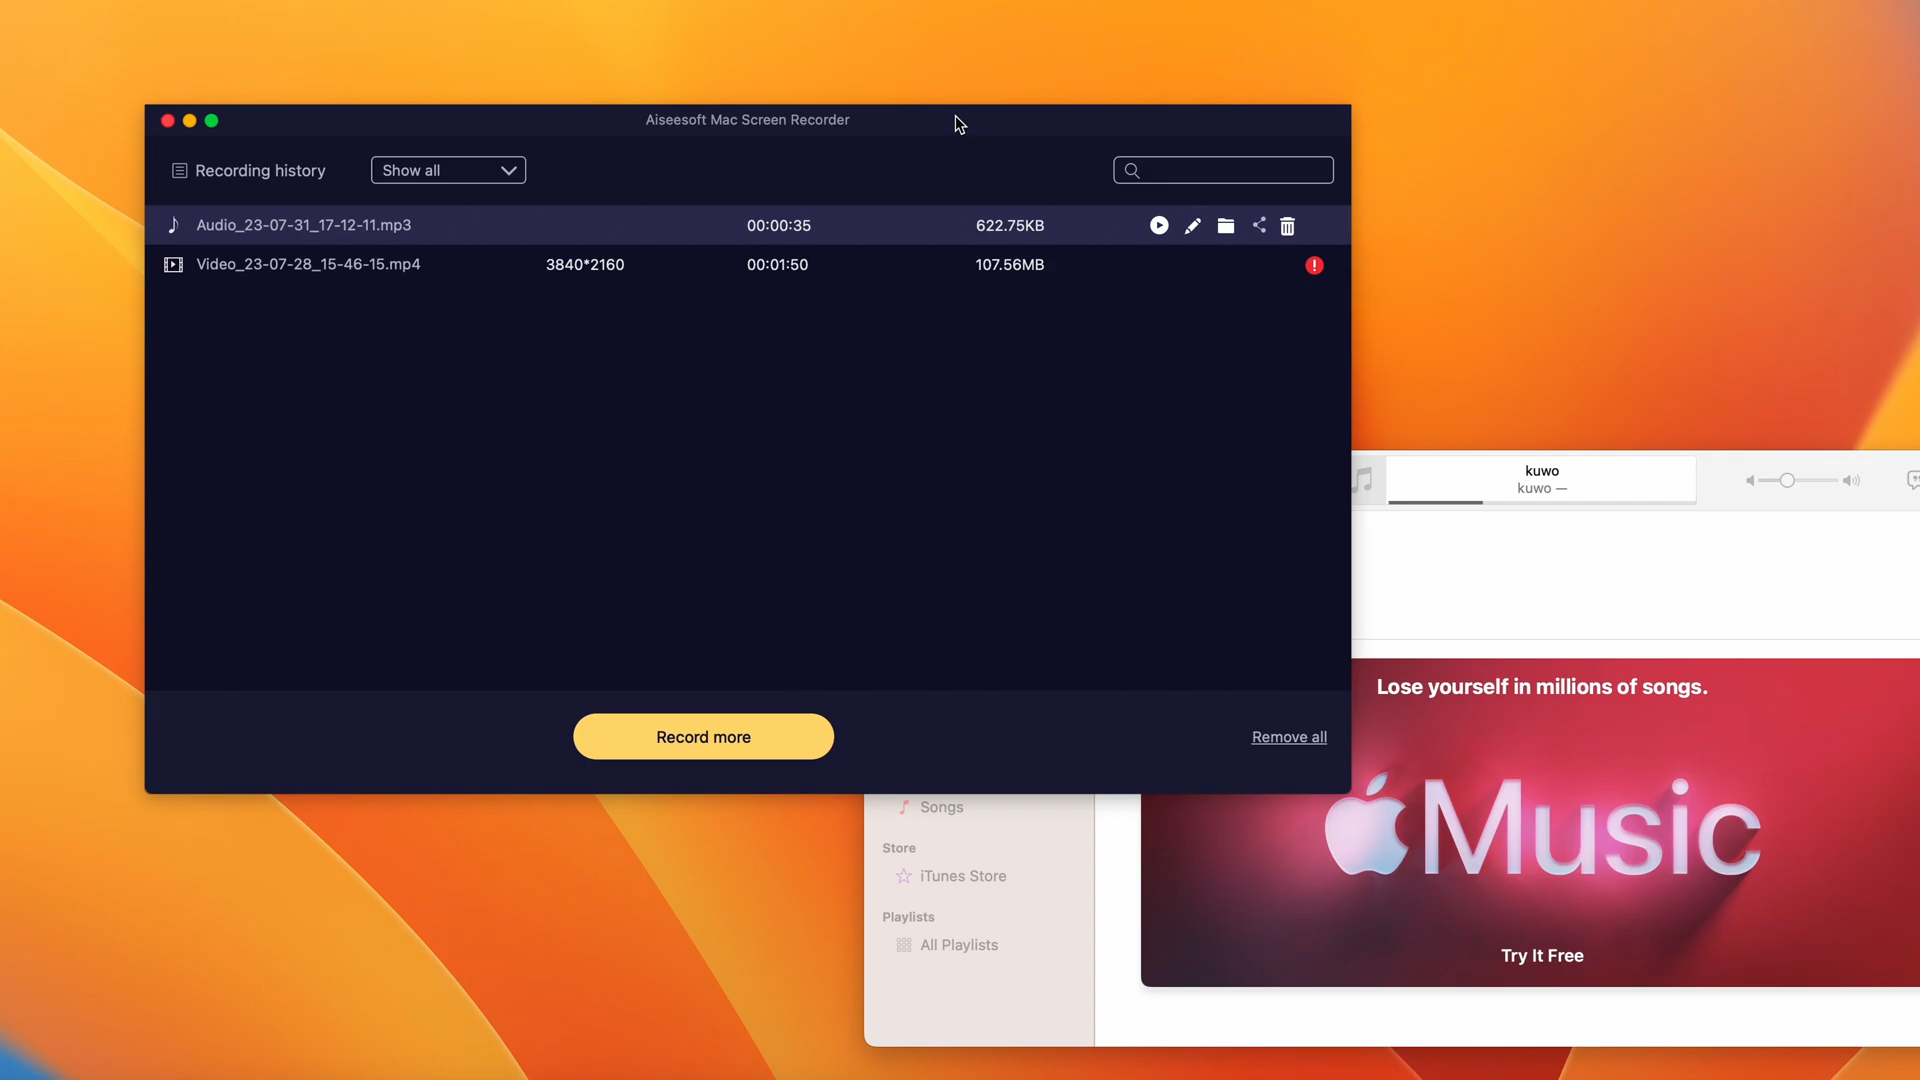 Aiseesoft Mac Screen Recorder
Recording history
Show all
Audio_23-07-31_17-12-11.mp3 00:00:35 622.75KB
Video_23-07-28_15-46-15.mp4 3840*2160 00:01:50 107.56MB
Record more
Remove all
kuwo
kuwo —
Lose yourself in millions of songs.
Music
Try It Free
Songs
Store
iTunes Store
Playlists
All Playlists